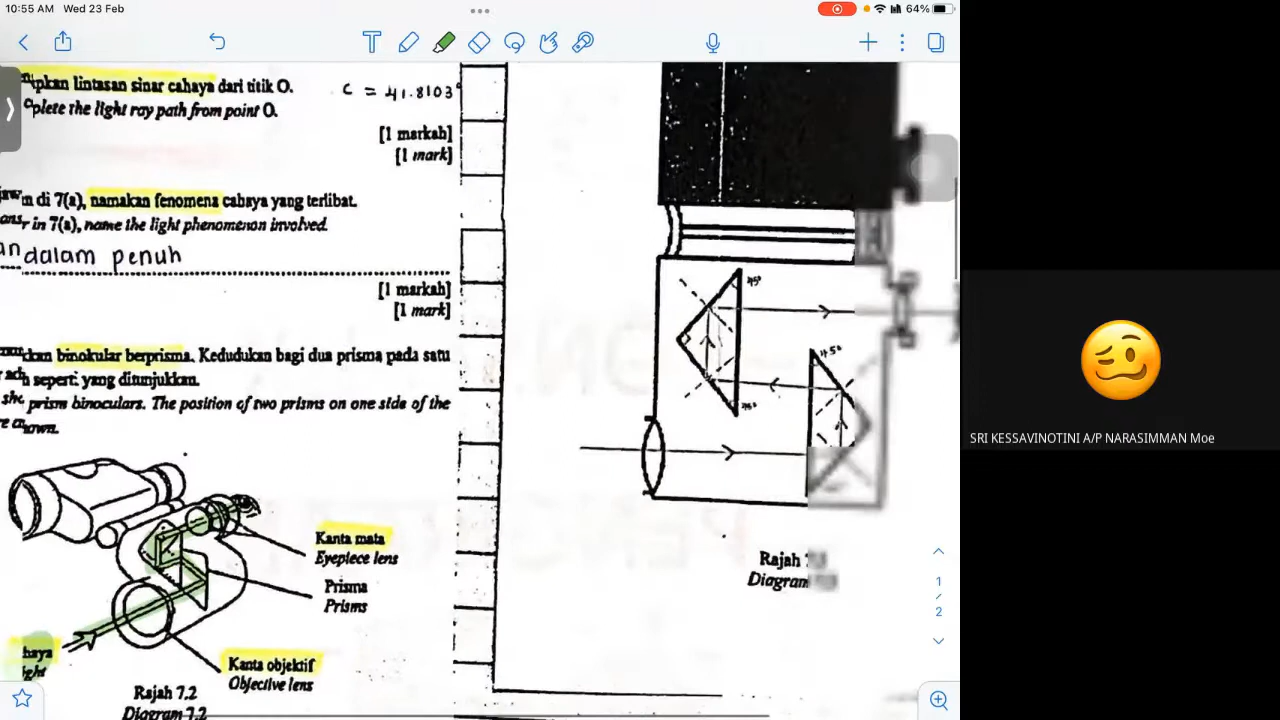 10:55 AM Wed 23 Feb
64%
lintasan sinar cahaya dari titik O.
the light ray path from point O.
C = 41.8103°
[1 markah]
[1 mark]
di 7(a), namakan fenomena cahaya yang terlibat.
in 7(a), name the light phenomenon involved.
dalam penuh
[1 markah]
[1 mark]
binokular berprisma. Kedudukan bagi dua prisma pada satu
seperti yang ditunjukkan.
prism binoculars. The position of two prisms on one side of the
Kanta mata
Eyepiece lens
Prisma
Prisms
Kanta objektif
Objective lens
Rajah 7.2
Diagram 7.2
45°
45°
45°
Rajah
Diagram
1
/
2
SRI KESSAVINOTINI A/P NARASIMMAN Moe